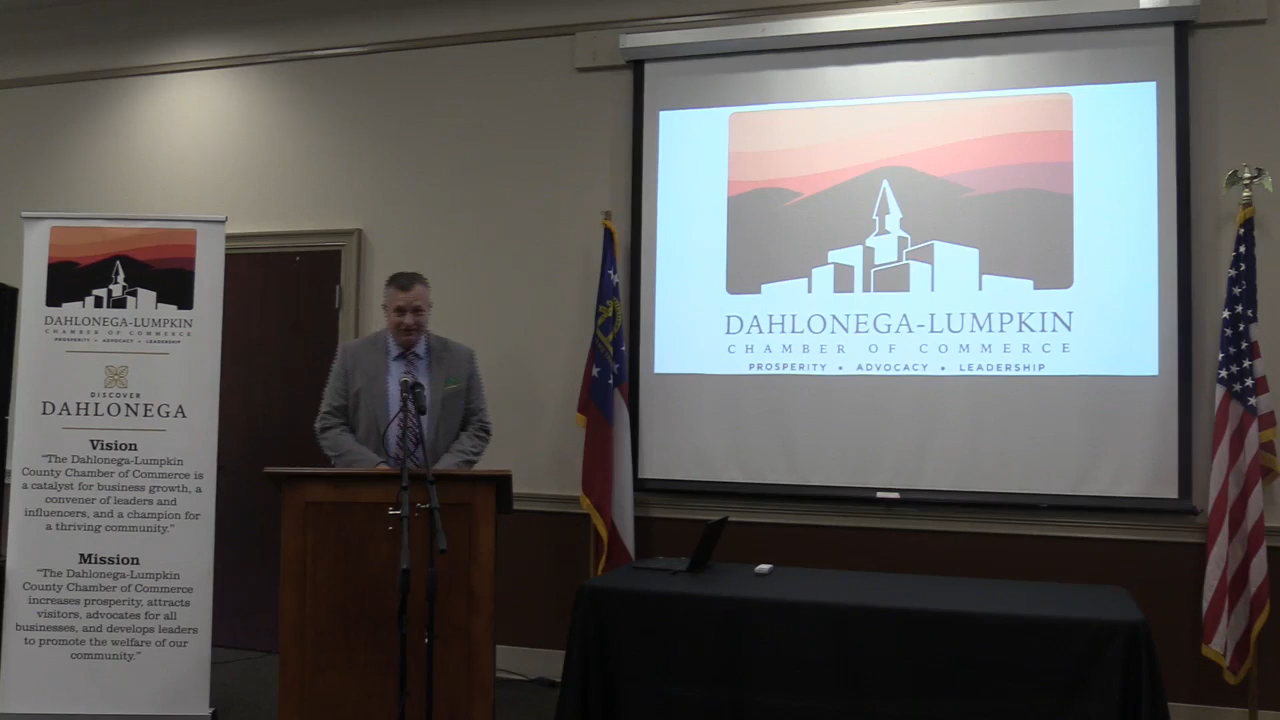 DAHLONEGA-LUMPKIN
CHAMBER OF COMMERCE
PROSPERITY • ADVOCACY • LEADERSHIP
DISCOVER
DAHLONEGA
Vision
"The Dahlonega-Lumpkin
County Chamber of Commerce is
a catalyst for business growth, a
convener of leaders and
influencers, and a champion for
a thriving community."
Mission
"The Dahlonega-Lumpkin
County Chamber of Commerce
increases prosperity, attracts
visitors, advocates for all
businesses, and develops leaders
to promote the welfare of our
community."
DAHLONEGA-LUMPKIN
CHAMBER OF COMMERCE
PROSPERITY • ADVOCACY • LEADERSHIP